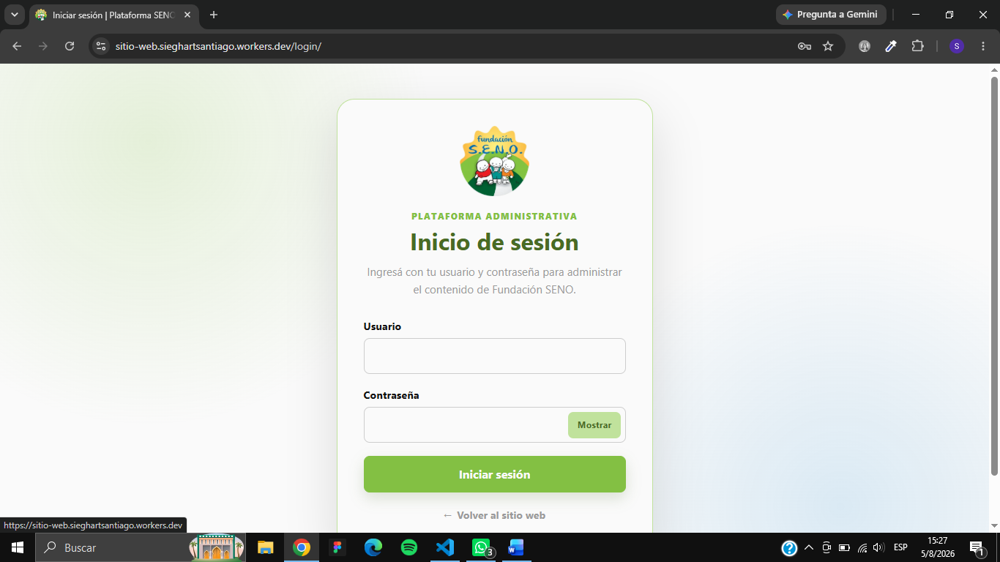 Iniciar sesión | Plataforma SENO
Pregunta a Gemini
sitio-web.sieghartsantiago.workers.dev/login/
S
fundación
S.E.N.O.
PLATAFORMA ADMINISTRATIVA
Inicio de sesión
Ingresá con tu usuario y contraseña para administrar
el contenido de Fundación SENO.
Usuario
Contraseña
Mostrar
Iniciar sesión
← Volver al sitio web
https://sitio-web.sieghartsantiago.workers.dev
Buscar
3
W
ESP
15:27
5/8/2026
1